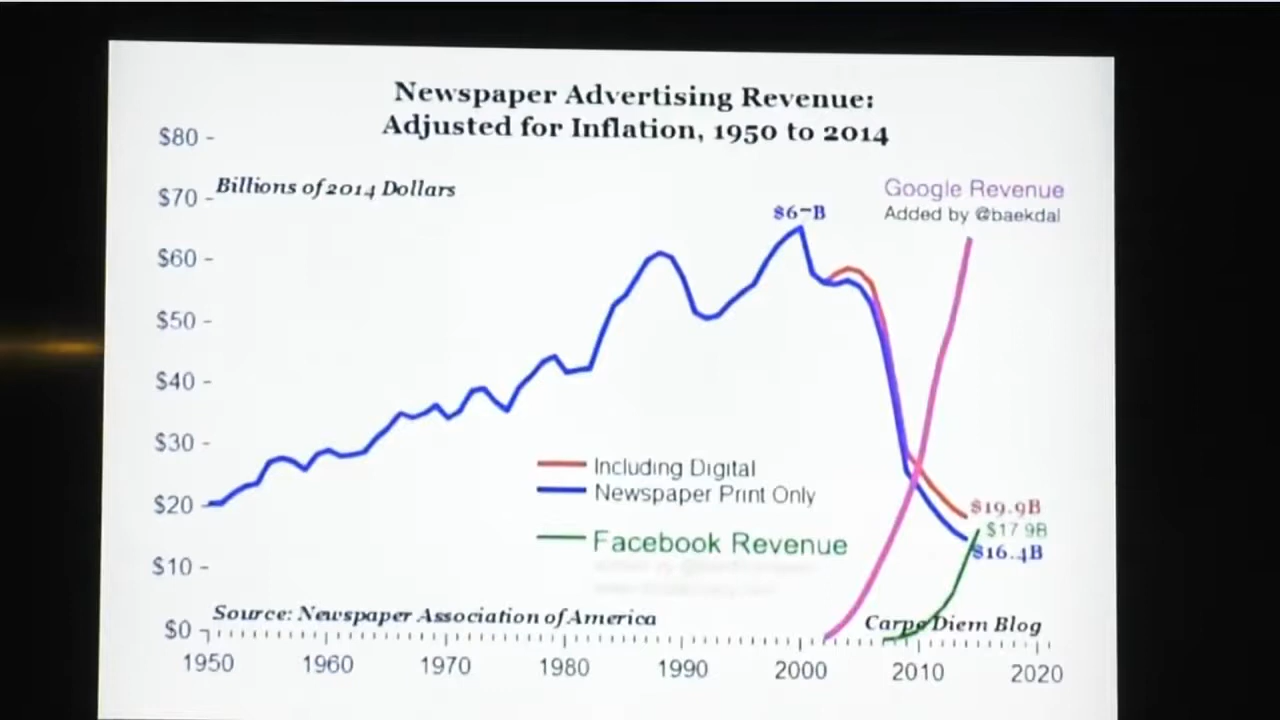 Newspaper Advertising Revenue:
Adjusted for Inflation, 1950 to 2014
$80
Billions of 2014 Dollars
$70
Google Revenue
Added by @baekdal
$67B
$60
$50
$40
$30
Including Digital
Newspaper Print Only
$20
$19.9B
$17.9B
Facebook Revenue
$16.4B
$10
Source: Newspaper Association of America
Carpe Diem Blog
$0
1950 1960 1970 1980 1990 2000 2010 2020